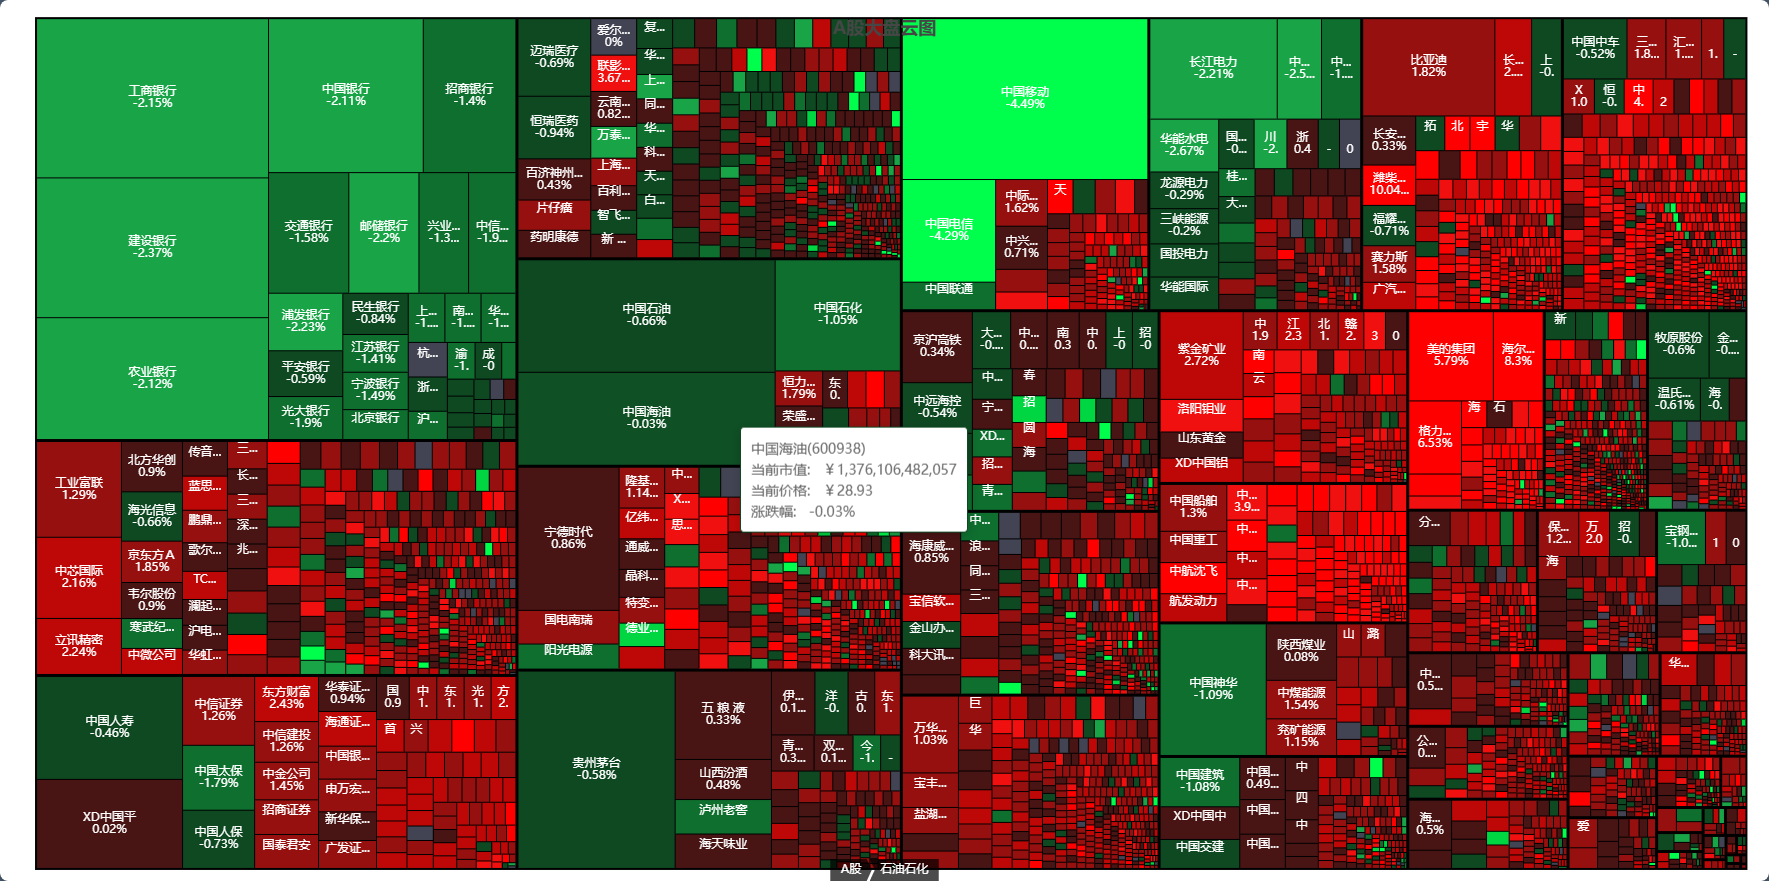 A股大盘云图
工商银行
-2.15%
建设银行
-2.37%
农业银行
-2.12%
中国银行
-2.11%
招商银行
-1.4%
交通银行
-1.58%
邮储银行
-2.2%
兴业...
-1.3...
中信...
-1.9...
浦发银行
-2.23%
民生银行
-0.84%
上...
-1....
南...
-1....
华...
-1...
平安银行
-0.59%
江苏银行
-1.41%
杭...
渝...
-1.
成
-0
光大银行
-1.9%
宁波银行
-1.49%
浙...
北京银行
沪...
迈瑞医疗
-0.69%
爱尔...
0%
复...
联影...
3.67...
华...
恒瑞医药
-0.94%
云南...
0.82...
上...
同...
万泰...
华...
百济神州...
0.43%
上海...
科...
百利...
天...
片仔癀
智飞...
白...
药明康德
新 ...
中国石油
-0.66%
中国石化
-1.05%
中国海油
-0.03%
恒力...
1.79%
东
0.
荣盛...
中国移动
-4.49%
中国电信
-4.29%
中国联通
中际...
1.62%
天
中兴...
0.71%
长江电力
-2.21%
中...
-2.5...
中...
-1....
华能水电
-2.67%
国...
-0...
川
-2.
浙
0.4
-
0
龙源电力
-0.29%
桂...
三峡能源
-0.2%
大...
国投电力
华能国际
比亚迪
1.82%
长...
2....
上
-0.
长安...
0.33%
拓
北
宇
华
潍柴...
10.04...
福耀...
-0.71%
赛力斯
1.58%
广汽...
中国中车
-0.52%
三...
1.8...
汇...
1....
1.
-
X
1.0
恒
-0.
中
4.
2
京沪高铁
0.34%
大...
-0....
中...
0....
南
0.3
中
0.
上
-0
招
-0
中远海控
-0.54%
中...
春
宁...
招
XD...
圆
招...
海
青...
紫金矿业
2.72%
中
1.9
江
2.3
北
1.
赣
2.
3
0
南
云
洛阳钼业
山东黄金
XD中国铝
美的集团
5.79%
海尔...
8.3%
格力...
6.53%
海
石
新
牧原股份
-0.6%
金...
-0....
温氏...
-0.61%
海
-0.
工业富联
1.29%
北方华创
0.9%
传音...
三...
海光信息
-0.66%
蓝思...
长...
鹏鼎...
三...
中芯国际
2.16%
京东方Ａ
1.85%
歌尔...
深...
韦尔股份
0.9%
TC...
兆...
立讯精密
2.24%
寒武纪...
澜起...
中微公司
沪电...
华虹...
宁德时代
0.86%
隆基...
1.14...
中...
亿纬...
X...
通威...
思...
晶科...
国电南瑞
特变...
阳光电源
德业...
中国海油(600938)
当前市值: ￥1,376,106,482,057
当前价格: ￥28.93
涨跌幅: -0.03%
海康威...
0.85%
中...
浪...
同...
宝信软...
三...
金山办...
科大讯...
中国船舶
1.3%
中...
3.9...
中国重工
中...
中航沈飞
中...
航发动力
中...
分...
保...
1.2...
万
2.0
招
-0.
海
宝钢...
-1.0...
1
0
中国人寿
-0.46%
XD中国平
0.02%
中信证券
1.26%
中国太保
-1.79%
中国人保
-0.73%
东方财富
2.43%
华泰证...
0.94%
国
0.9
中
1.
东
1.
光
1.
方
2.
中信建投
1.26%
海通证...
首
兴
中金公司
1.45%
中国银...
招商证券
申万宏...
国泰君安
新华保...
广发证...
贵州茅台
-0.58%
五 粮 液
0.33%
伊...
0.1...
洋
-0.
古
0.
东
1.
山西汾酒
0.48%
青...
0.3...
双...
0.1...
今
-1.
-
泸州老窖
海天味业
万华...
1.03%
巨
华
宝丰...
盐湖...
中国神华
-1.09%
陕西煤业
0.08%
山
潞
中煤能源
1.54%
兖矿能源
1.15%
中国建筑
-1.08%
中国...
0.49...
中
XD中国中
中国...
四
中国交建
中国...
中
中...
0.5...
华...
公...
0....
海...
0.5%
爱
A股
石油石化